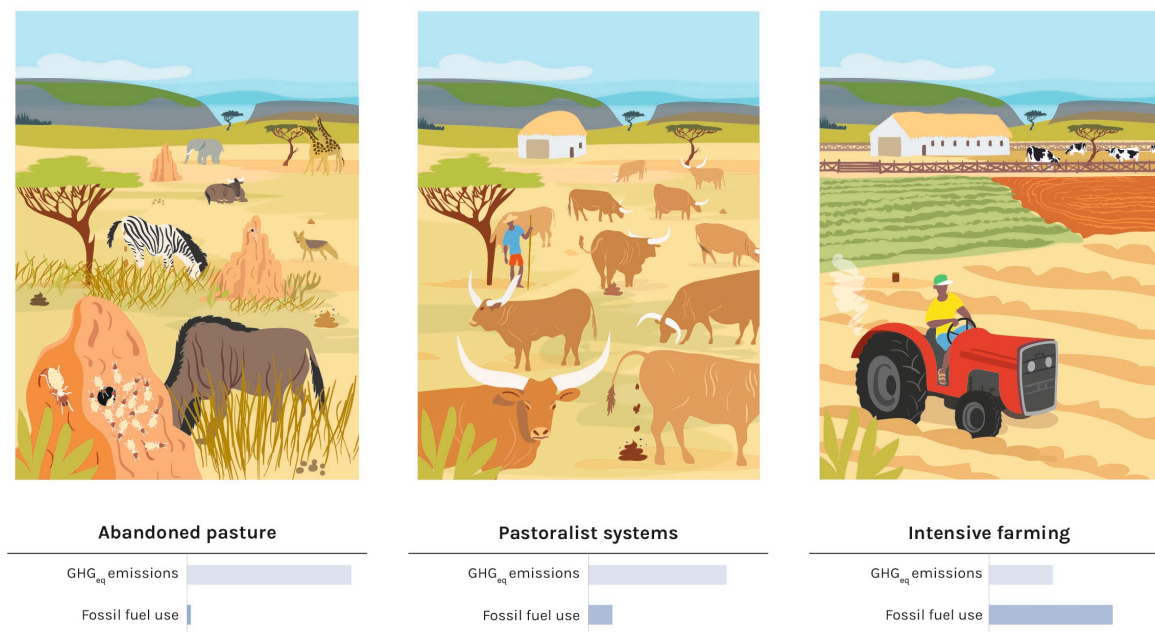 Abandoned pasture
GHGeq emissions
Fossil fuel use
Pastoralist systems
GHGeq emissions
Fossil fuel use
Intensive farming
GHGeq emissions
Fossil fuel use